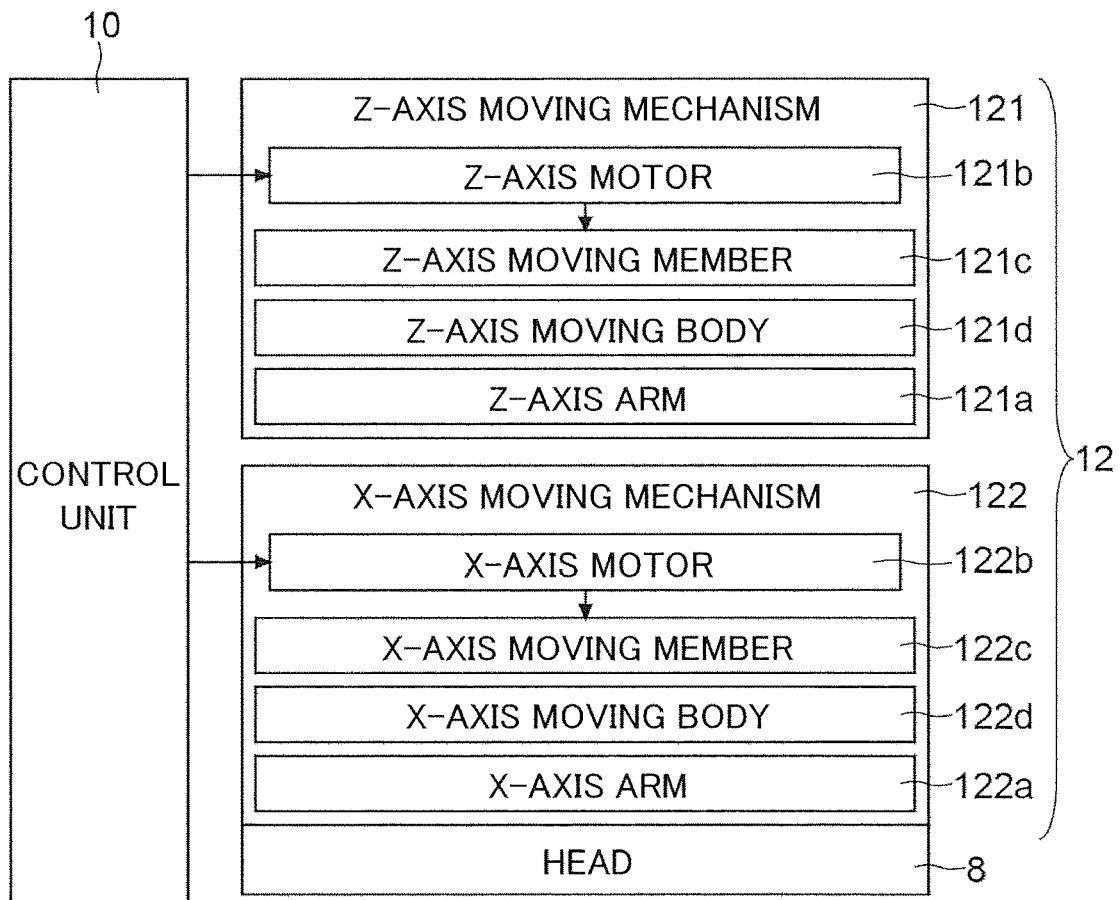 10
Z-AXIS MOVING MECHANISM 121
Z-AXIS MOTOR 121b
Z-AXIS MOVING MEMBER 121c
Z-AXIS MOVING BODY 121d
Z-AXIS ARM 121a
12
CONTROL
UNIT
X-AXIS MOVING MECHANISM 122
X-AXIS MOTOR 122b
X-AXIS MOVING MEMBER 122c
X-AXIS MOVING BODY 122d
X-AXIS ARM 122a
HEAD 8